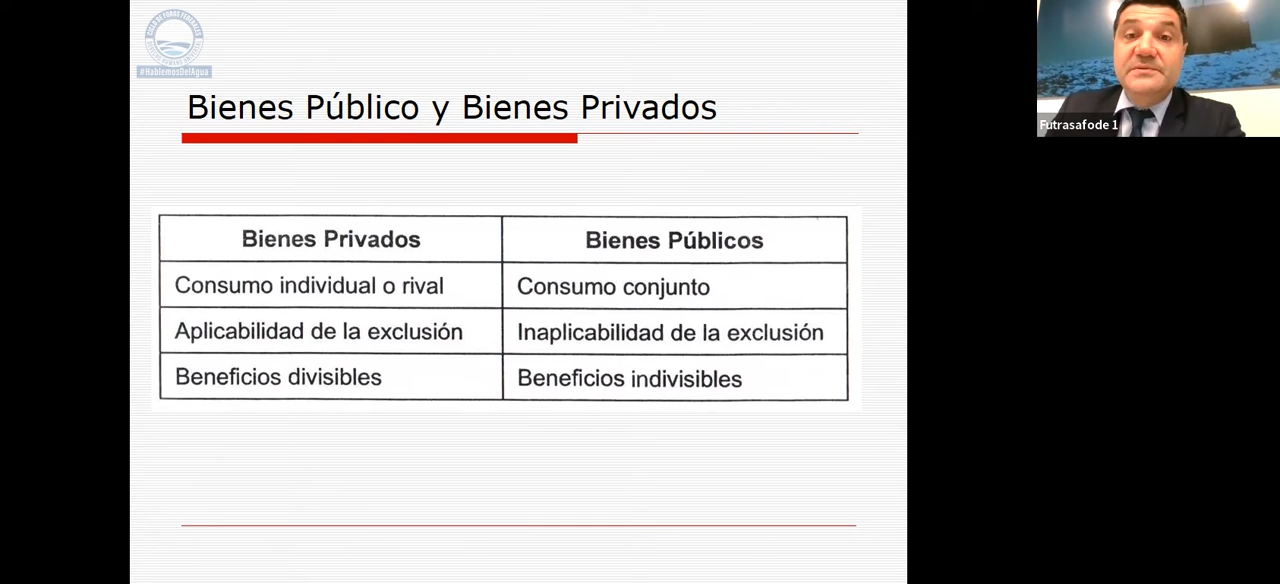 #HablemosDelAgua
Bienes Público y Bienes Privados
Bienes Privados
Bienes Públicos
Consumo individual o rival
Consumo conjunto
Aplicabilidad de la exclusión
Inaplicabilidad de la exclusión
Beneficios divisibles
Beneficios indivisibles
Futrasafode 1